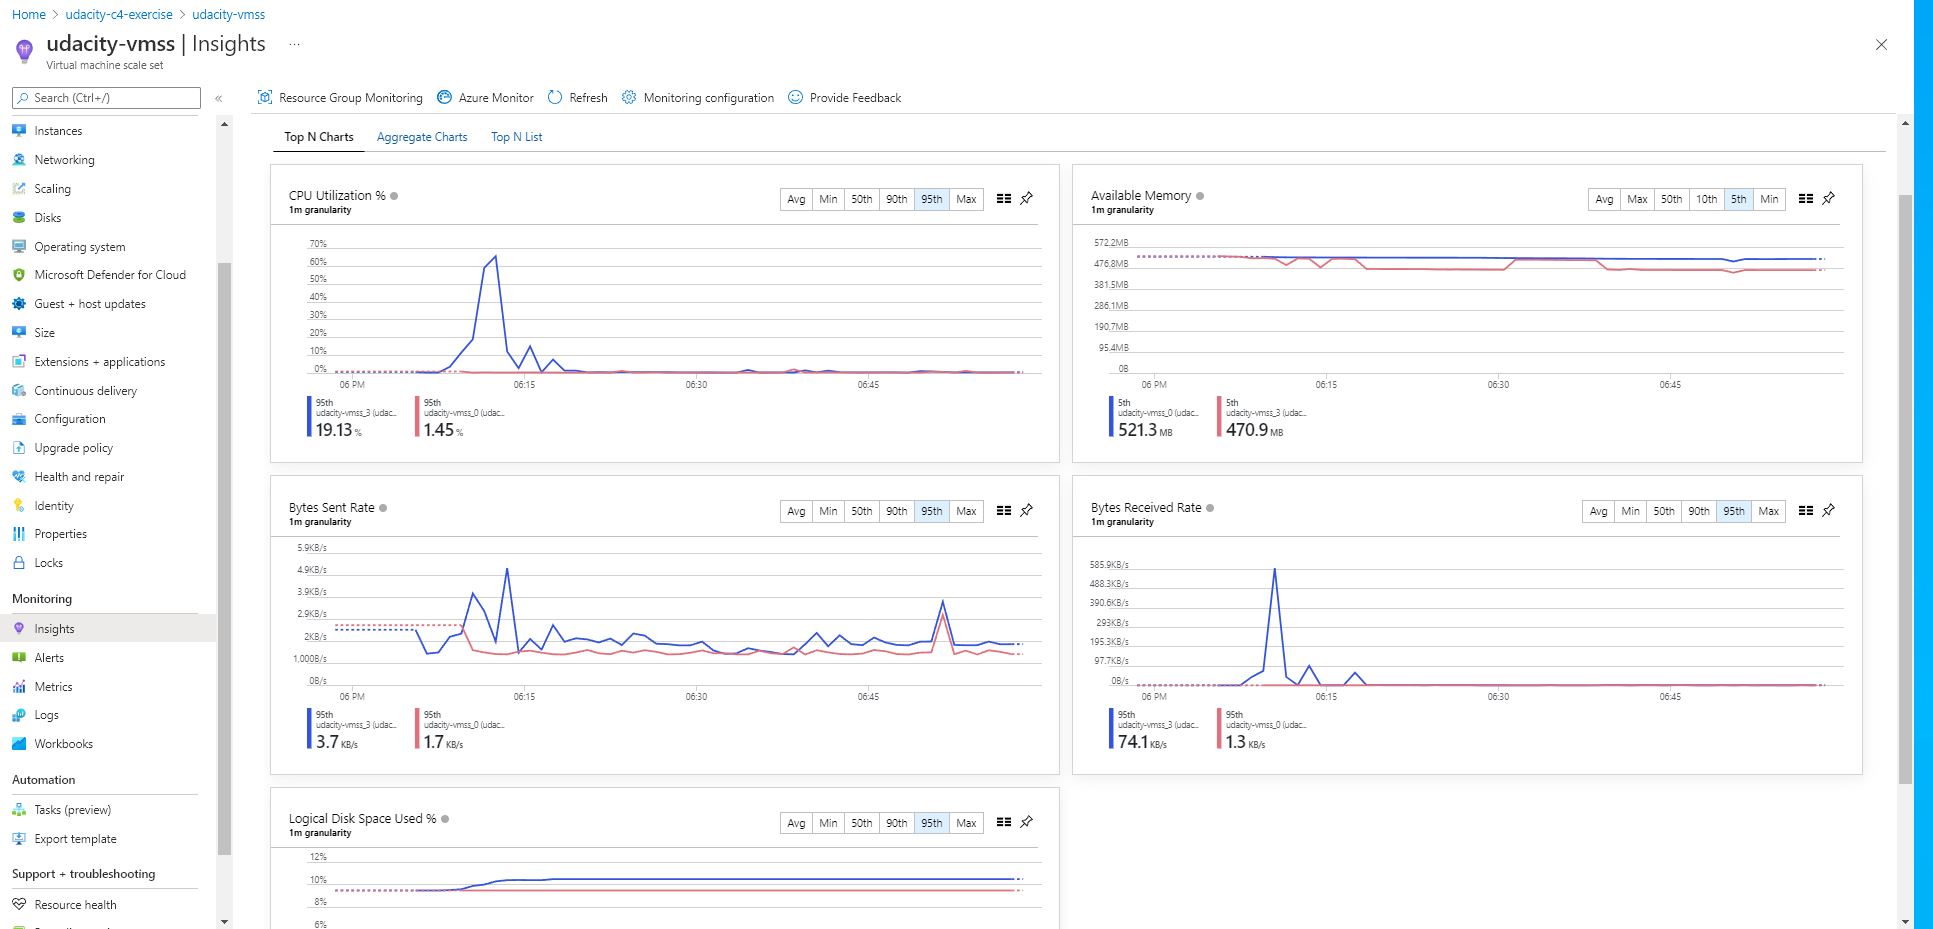 Home > udacity-c4-exercise > udacity-vmss
udacity-vmss | Insights ...
Virtual machine scale set
Search (Ctrl+/)
«
Instances
Networking
Scaling
Disks
Operating system
Microsoft Defender for Cloud
Guest + host updates
Size
Extensions + applications
Continuous delivery
Configuration
Upgrade policy
Health and repair
Identity
Properties
Locks
Monitoring
Insights
Alerts
Metrics
Logs
Workbooks
Automation
Tasks (preview)
Export template
Support + troubleshooting
Resource health
Resource Group Monitoring Azure Monitor Refresh Monitoring configuration Provide Feedback
Top N Charts Aggregate Charts Top N List
CPU Utilization %
1m granularity
Avg Min 50th 90th 95th Max
70%
60%
50%
40%
30%
20%
10%
0%
06 PM 06:15 06:30 06:45
95th 95th
udacity-vmss_3 (udac... udacity-vmss_0 (udac...
19.13 % 1.45 %
Available Memory
1m granularity
Avg Max 50th 10th 5th Min
572.2MB
476.8MB
381.5MB
286.1MB
190.7MB
95.4MB
0B
06 PM 06:15 06:30 06:45
5th 5th
udacity-vmss_0 (udac... udacity-vmss_3 (udac...
521.3 MB 470.9 MB
Bytes Sent Rate
1m granularity
Avg Min 50th 90th 95th Max
5.9KB/s
4.9KB/s
3.9KB/s
2.9KB/s
2KB/s
1,000B/s
0B/s
06 PM 06:15 06:30 06:45
95th 95th
udacity-vmss_3 (udac... udacity-vmss_0 (udac...
3.7 KB/s 1.7 KB/s
Bytes Received Rate
1m granularity
Avg Min 50th 90th 95th Max
585.9KB/s
488.3KB/s
390.6KB/s
293KB/s
195.3KB/s
97.7KB/s
0B/s
06 PM 06:15 06:30 06:45
95th 95th
udacity-vmss_3 (udac... udacity-vmss_0 (udac...
74.1 KB/s 1.3 KB/s
Logical Disk Space Used %
1m granularity
Avg Min 50th 90th 95th Max
12%
10%
8%
6%